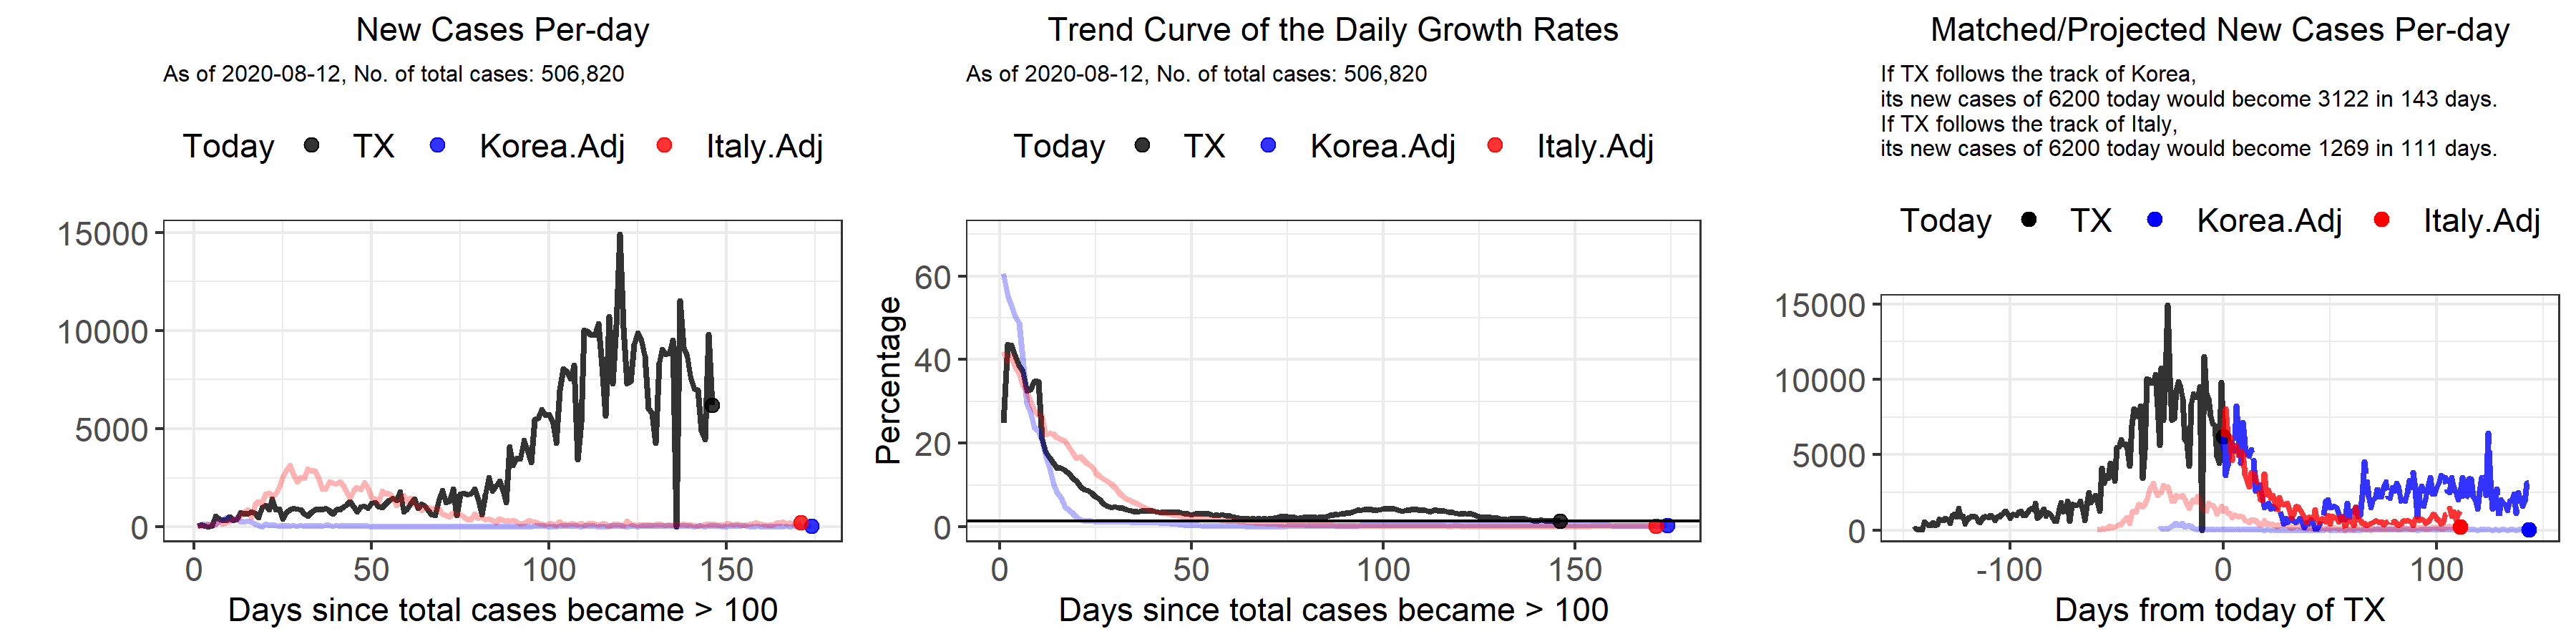 New Cases Per-day
As of 2020-08-12, No. of total cases: 506,820
Today TX Korea.Adj Italy.Adj
15000
10000
5000
0
0 50 100 150
Days since total cases became > 100
Trend Curve of the Daily Growth Rates
As of 2020-08-12, No. of total cases: 506,820
Today TX Korea.Adj Italy.Adj
Percentage
60
40
20
0
0 50 100 150
Days since total cases became > 100
Matched/Projected New Cases Per-day
If TX follows the track of Korea,
its new cases of 6200 today would become 3122 in 143 days.
If TX follows the track of Italy,
its new cases of 6200 today would become 1269 in 111 days.
Today TX Korea.Adj Italy.Adj
15000
10000
5000
0
-100 0 100
Days from today of TX